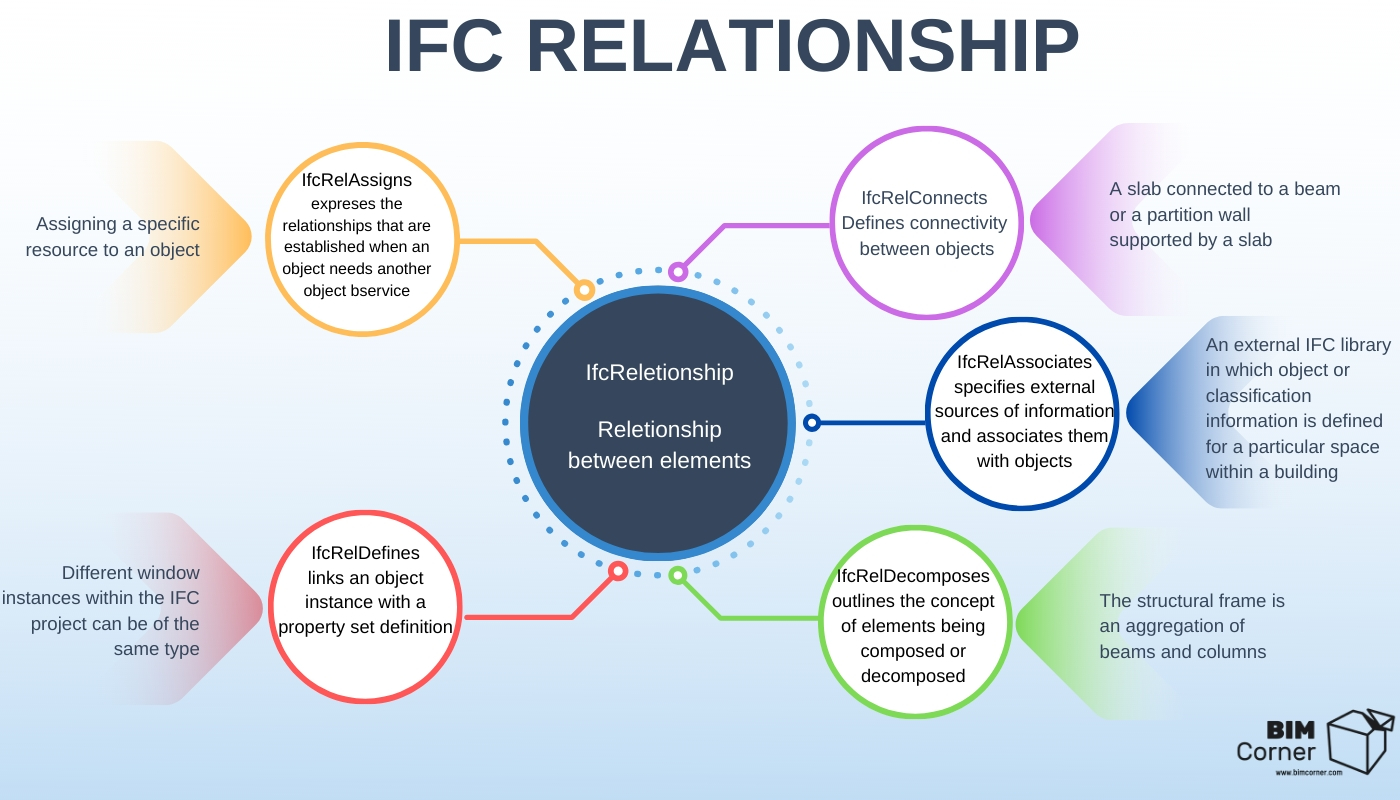 IFC RELATIONSHIP
Assigning a specific
resource to an object
IfcRelAssigns
expreses the
relationships that are
established when an
object needs another
object bservice
IfcRelConnects
Defines connectivity
between objects
A slab connected to a beam
or a partition wall
supported by a slab
IfcReletionship
Reletionship
between elements
IfcRelAssociates
specifies external
sources of information
and associates them
with objects
An external IFC library
in which object or
classification
information is defined
for a particular space
within a building
Different window
instances within the IFC
project can be of the
same type
IfcRelDefines
links an object
instance with a
property set definition
IfcRelDecomposes
outlines the concept
of elements being
composed or
decomposed
The structural frame is
an aggregation of
beams and columns
BIM
Corner
www.bimcorner.com